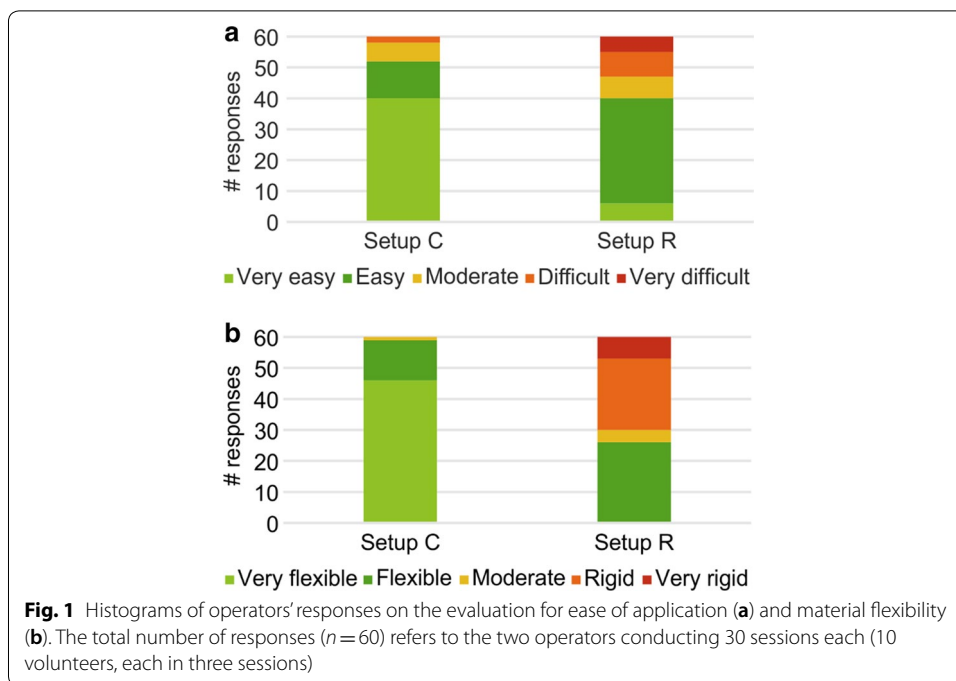 a
60
50
40
30
20
10
0
# responses
Setup C Setup R
Very easy Easy Moderate Difficult Very difficult
b
60
50
40
30
20
10
0
# responses
Setup C Setup R
Very flexible Flexible Moderate Rigid Very rigid
Fig. 1 Histograms of operators' responses on the evaluation for ease of application (a) and material flexibility
(b). The total number of responses (n = 60) refers to the two operators conducting 30 sessions each (10
volunteers, each in three sessions)